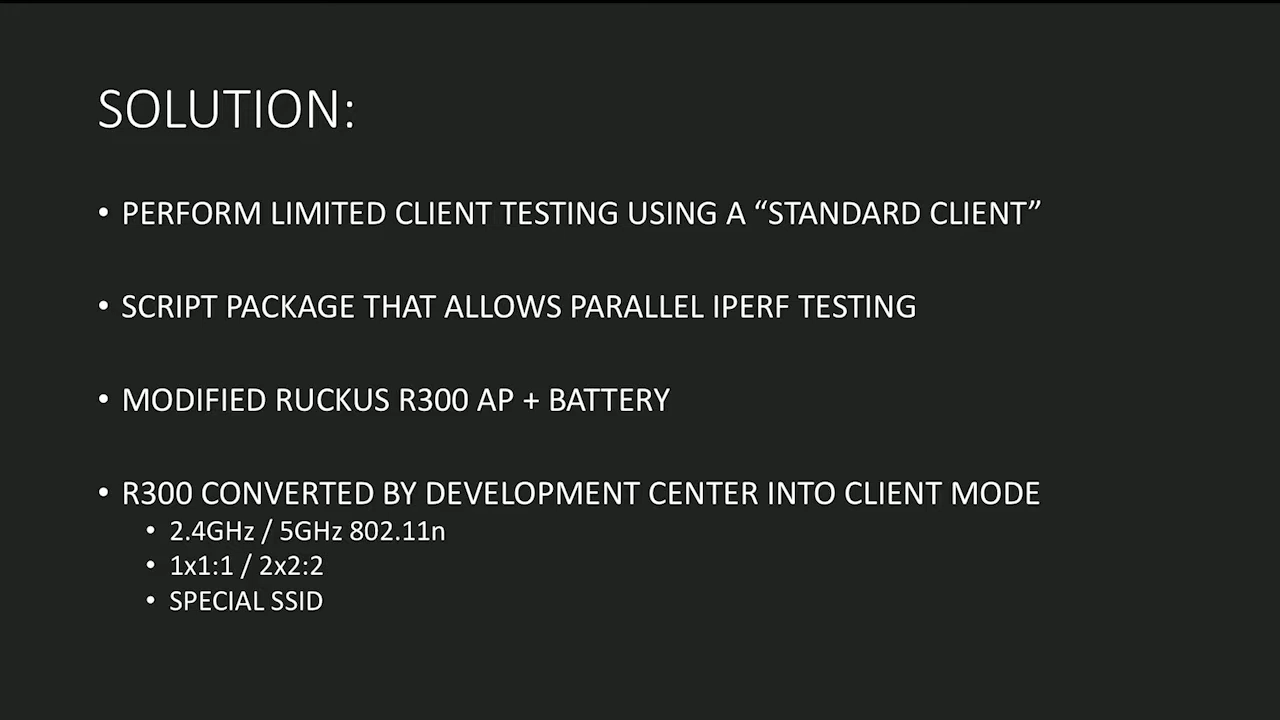 SOLUTION:
• PERFORM LIMITED CLIENT TESTING USING A “STANDARD CLIENT”
• SCRIPT PACKAGE THAT ALLOWS PARALLEL IPERF TESTING
• MODIFIED RUCKUS R300 AP + BATTERY
• R300 CONVERTED BY DEVELOPMENT CENTER INTO CLIENT MODE
• 2.4GHz / 5GHz 802.11n
• 1x1:1 / 2x2:2
• SPECIAL SSID